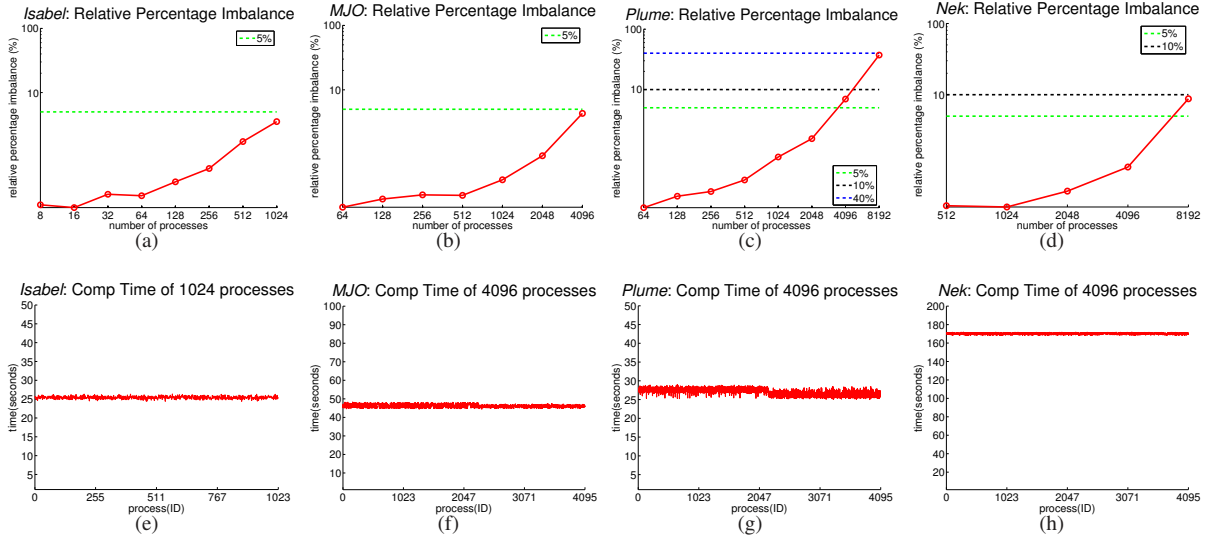 Isabel: Relative Percentage Imbalance
100
10
relative percentage imbalance (%)
5%
8 16 32 64 128 256 512 1024
number of processes
(a)
MJO: Relative Percentage Imbalance
100
10
relative percentage imbalance (%)
5%
64 128 256 512 1024 2048 4096
number of processes
(b)
Plume: Relative Percentage Imbalance
100
10
relative percentage imbalance (%)
5%
10%
40%
64 128 256 512 1024 2048 4096 8192
number of processes
(c)
Nek: Relative Percentage Imbalance
100
10
relative percentage imbalance (%)
5%
10%
512 1024 2048 4096 8192
number of processes
(d)
Isabel: Comp Time of 1024 processes
50
45
40
35
30
25
20
15
10
5
time(seconds)
0 255 511 767 1023
process(ID)
(e)
MJO: Comp Time of 4096 processes
100
90
80
70
60
50
40
30
20
10
time(seconds)
0 1023 2047 3071 4095
process(ID)
(f)
Plume: Comp Time of 4096 processes
50
45
40
35
30
25
20
15
10
5
time(seconds)
0 1023 2047 3071 4095
process(ID)
(g)
Nek: Comp Time of 4096 processes
200
180
160
140
120
100
80
60
40
20
time(seconds)
0 1023 2047 3071 4095
process(ID)
(h)